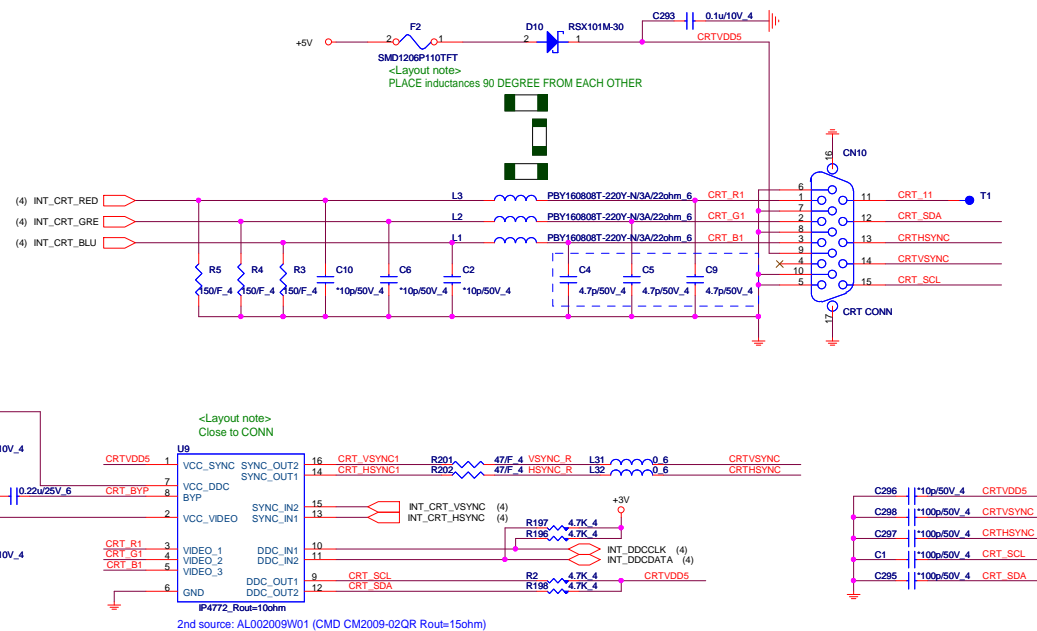 C293 0.1u/10V_4
F2
D10 RSX101M-30
+5V
2 1
2 1
CRTVDD5
SMD1206P110TFT
<Layout note>
PLACE inductances 90 DEGREE FROM EACH OTHER
16
CN10
(4) INT_CRT_RED
L3 PBY160808T-220Y-N/3A/22ohm_6 CRT_R1
6
1
11 CRT_11 T1
7
(4) INT_CRT_GRE
L2 PBY160808T-220Y-N/3A/22ohm_6 CRT_G1
2
12 CRT_SDA
8
(4) INT_CRT_BLU
L1 PBY160808T-220Y-N/3A/22ohm_6 CRT_B1
3
13 CRTHSYNC
9
4
14 CRTVSYNC
10
5
15 CRT_SCL
R5 R4 R3 C10 C6 C2 C4 C5 C9
150/F_4 150/F_4 150/F_4 *10p/50V_4 *10p/50V_4 *10p/50V_4 4.7p/50V_4 4.7p/50V_4 4.7p/50V_4
17
CRT CONN
<Layout note>
Close to CONN
0V_4
U9
CRTVDD5 1 VCC_SYNC SYNC_OUT2 16 CRT_VSYNC1 R201 47/F_4 VSYNC_R L31 0_6 CRTVSYNC
SYNC_OUT1 14 CRT_HSYNC1 R202 47/F_4 HSYNC_R L32 0_6 CRTHSYNC
7 VCC_DDC
0.22u/25V_6 CRT_BYP 8 BYP
SYNC_IN2 15 INT_CRT_VSYNC (4)
2 VCC_VIDEO SYNC_IN1 13 INT_CRT_HSYNC (4)
+3V
R197 4.7K_4
R196 4.7K_4
0V_4
CRT_R1 3 VIDEO_1 DDC_IN1 10 INT_DDCCLK (4)
CRT_G1 4 VIDEO_2 DDC_IN2 11 INT_DDCDATA (4)
CRT_B1 5 VIDEO_3
DDC_OUT1 9 CRT_SCL R2 4.7K_4 CRTVDD5
6 GND DDC_OUT2 12 CRT_SDA R198 4.7K_4
IP4772_Rout=10ohm
2nd source: AL002009W01 (CMD CM2009-02QR Rout=15ohm)
C296 *10p/50V_4 CRTVDD5
C298 *100p/50V_4 CRTVSYNC
C297 *100p/50V_4 CRTHSYNC
C1 *100p/50V_4 CRT_SCL
C295 *100p/50V_4 CRT_SDA